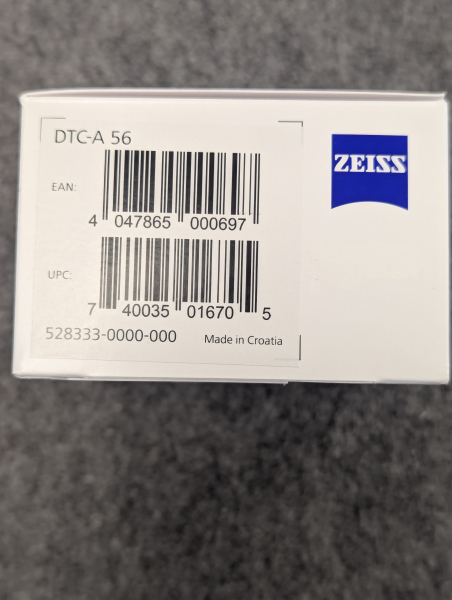 DTC-A 56
ZEISS
EAN:
4 047865 000697
UPC:
7 40035 01670 5
528333-0000-000
Made in Croatia